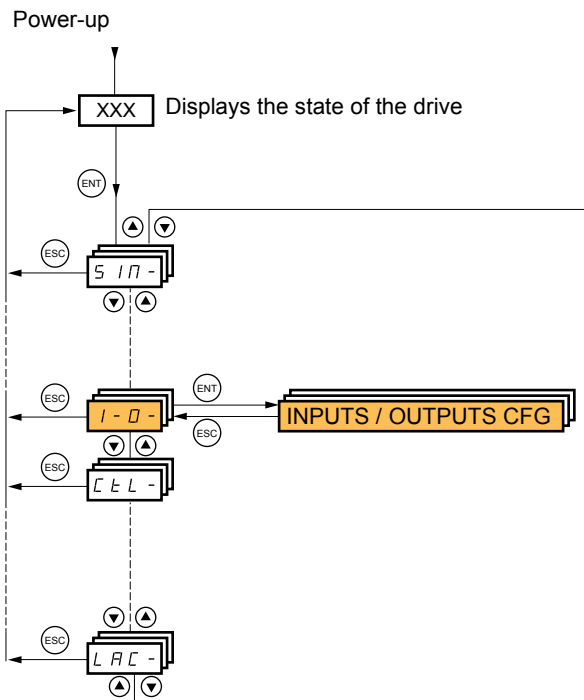 Power-up
XXX Displays the state of the drive
ENT
ESC
SIM-
ESC
I-O-
ENT
ESC
INPUTS / OUTPUTS CFG
ESC
CtL-
ESC
LAC-